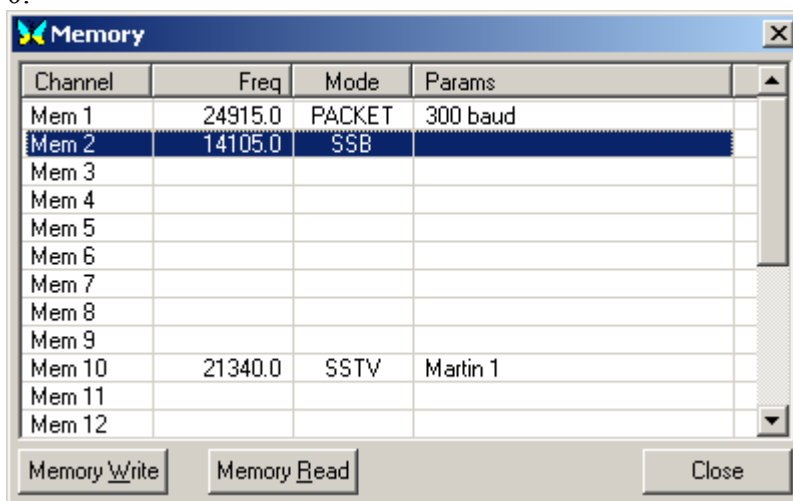 Memory
Channel Freq Mode Params
Mem 1 24915.0 PACKET 300 baud
Mem 2 14105.0 SSB
Mem 3
Mem 4
Mem 5
Mem 6
Mem 7
Mem 8
Mem 9
Mem 10 21340.0 SSTV Martin 1
Mem 11
Mem 12
Memory Write Memory Read Close